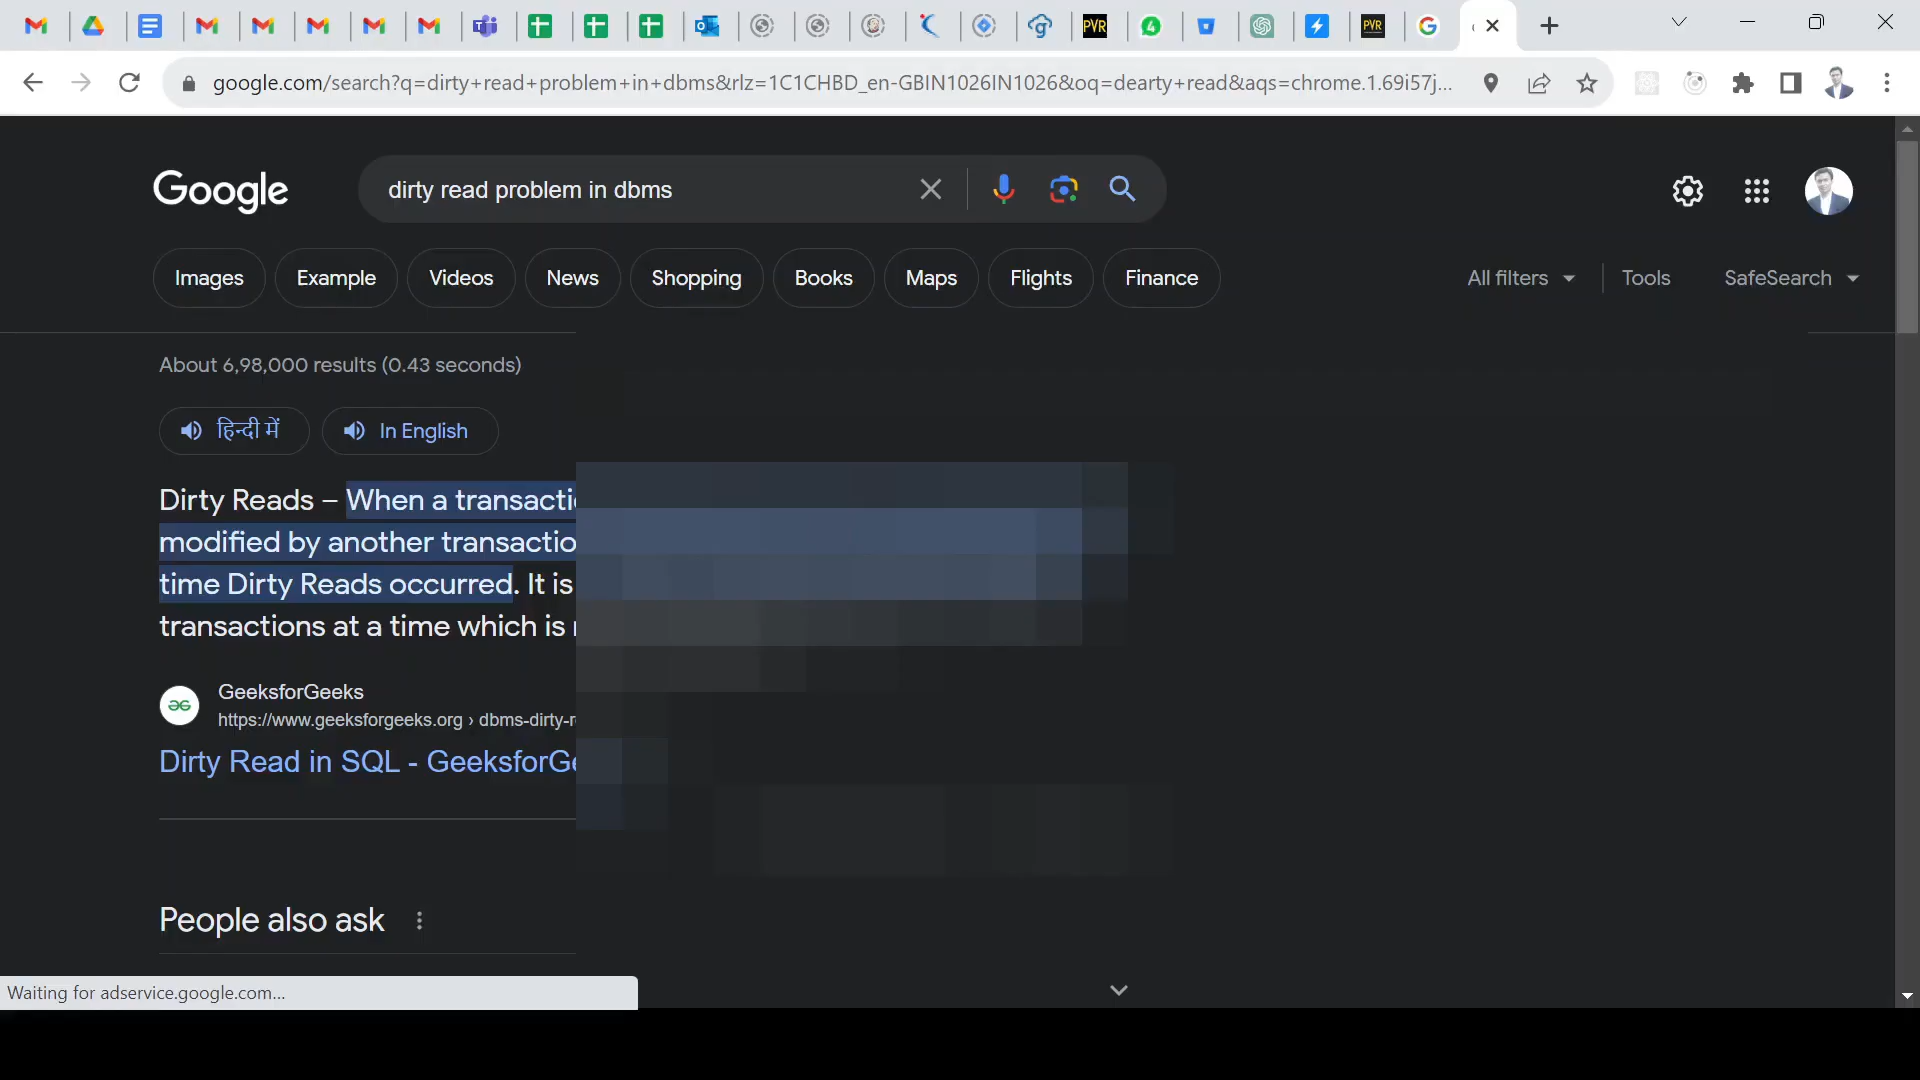 google.com/search?q=dirty+read+problem+in+dbms&rlz=1C1CHBD_en-GBIN1026IN1026&oq=dearty+read&aqs=chrome.1.69i57j...
Google
dirty read problem in dbms
Images Example Videos News Shopping Books Maps Flights Finance All filters Tools SafeSearch
About 6,98,000 results (0.43 seconds)
हिन्दी में In English
Dirty Reads – When a
modified by another
time Dirty Reads occurred. It is
transactions at a time which is
GeeksforGeeks
https://www.geeksforgeeks.org › dbms-dirty-
Dirty Read in SQL -
People also ask
Waiting for adservice.google.com...